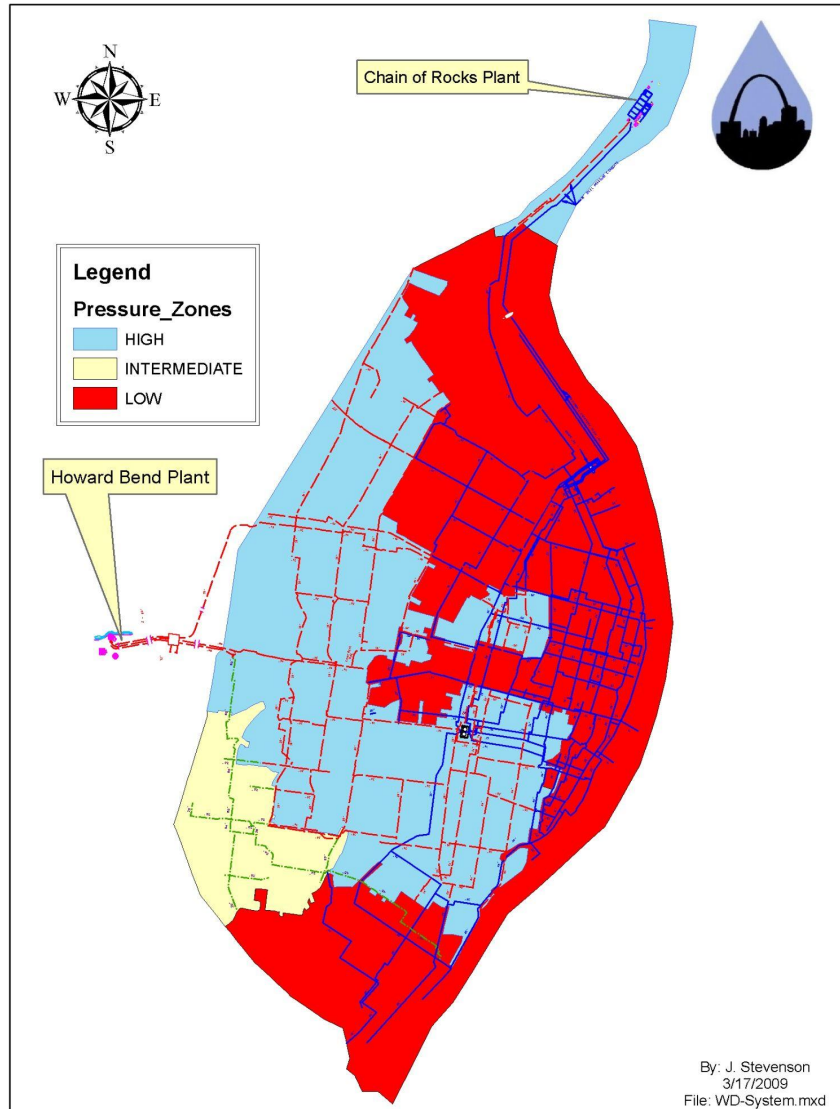 N
W E
S
Chain of Rocks Plant
Legend
Pressure_Zones
HIGH
INTERMEDIATE
LOW
Howard Bend Plant
By: J. Stevenson
3/17/2009
File: WD-System.mxd